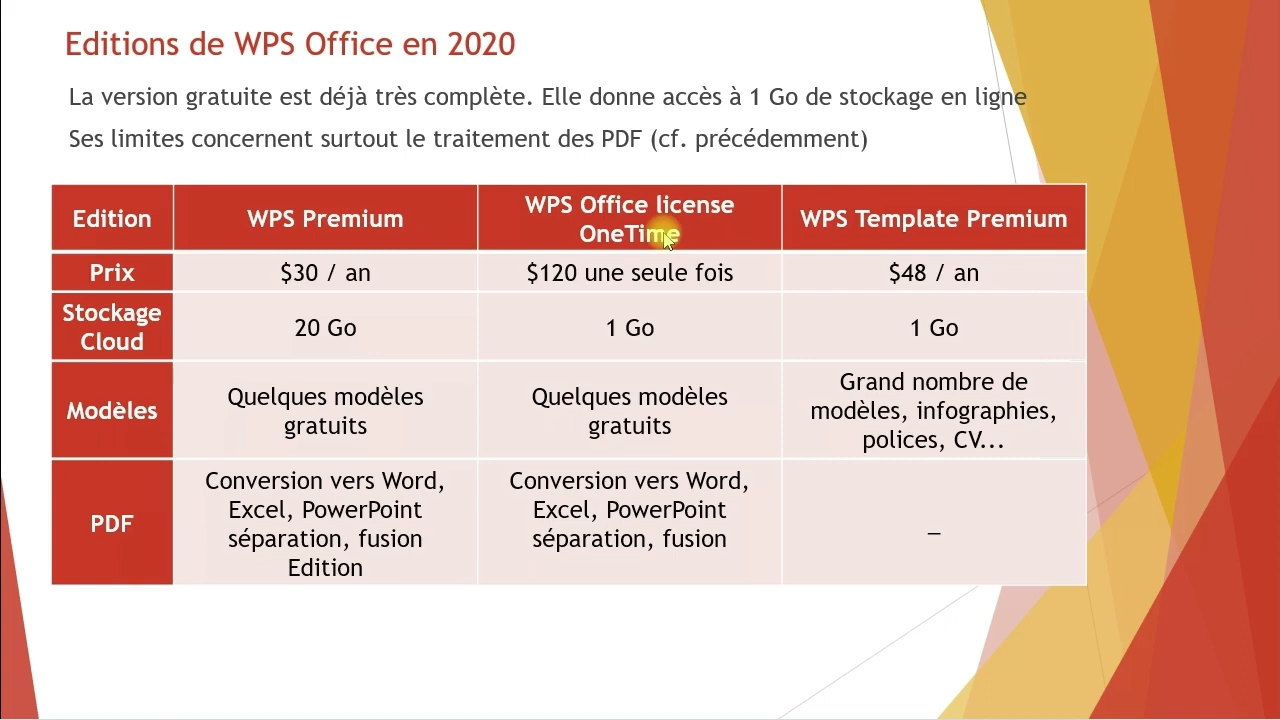 Editions de WPS Office en 2020
La version gratuite est déjà très complète. Elle donne accès à 1 Go de stockage en ligne
Ses limites concernent surtout le traitement des PDF (cf. précédemment)
Edition
WPS Premium
WPS Office license
OneTime
WPS Template Premium
Prix
$30 / an
$120 une seule fois
$48 / an
Stockage
Cloud
20 Go
1 Go
1 Go
Modèles
Quelques modèles
gratuits
Quelques modèles
gratuits
Grand nombre de
modèles, infographies,
polices, CV...
PDF
Conversion vers Word,
Excel, PowerPoint
séparation, fusion
Edition
Conversion vers Word,
Excel, PowerPoint
séparation, fusion
—